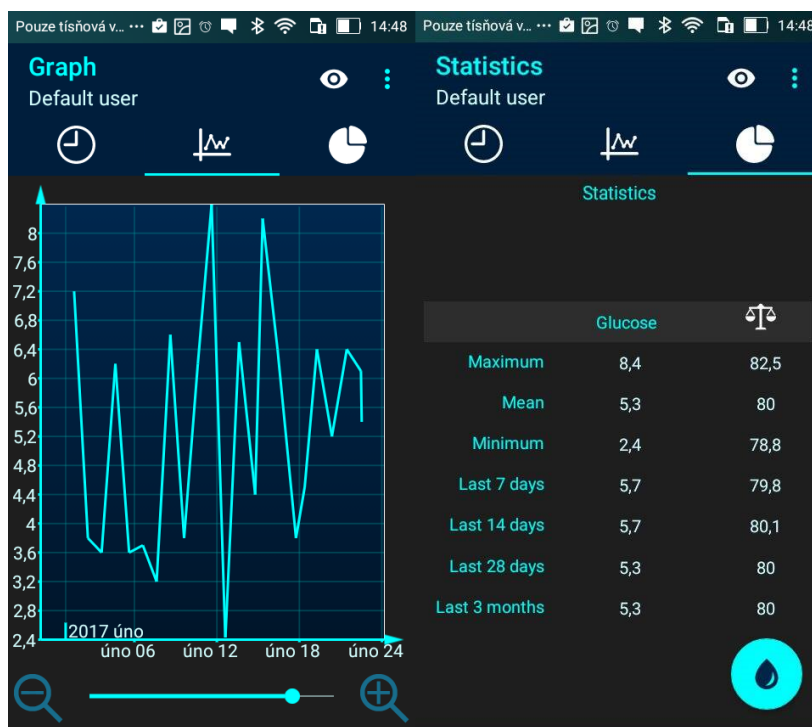 Pouze tísňová v... 14:48
Graph
Default user
8
7,6
7,2
6,8
6,4
6
5,6
5,2
4,8
4,4
4
3,6
3,2
2,8
2,4
2017 úno
úno 06 úno 12 úno 18 úno 24
Pouze tísňová v... 14:48
Statistics
Default user
Statistics
Glucose
Maximum 8,4 82,5
Mean 5,3 80
Minimum 2,4 78,8
Last 7 days 5,7 79,8
Last 14 days 5,7 80,1
Last 28 days 5,3 80
Last 3 months 5,3 80